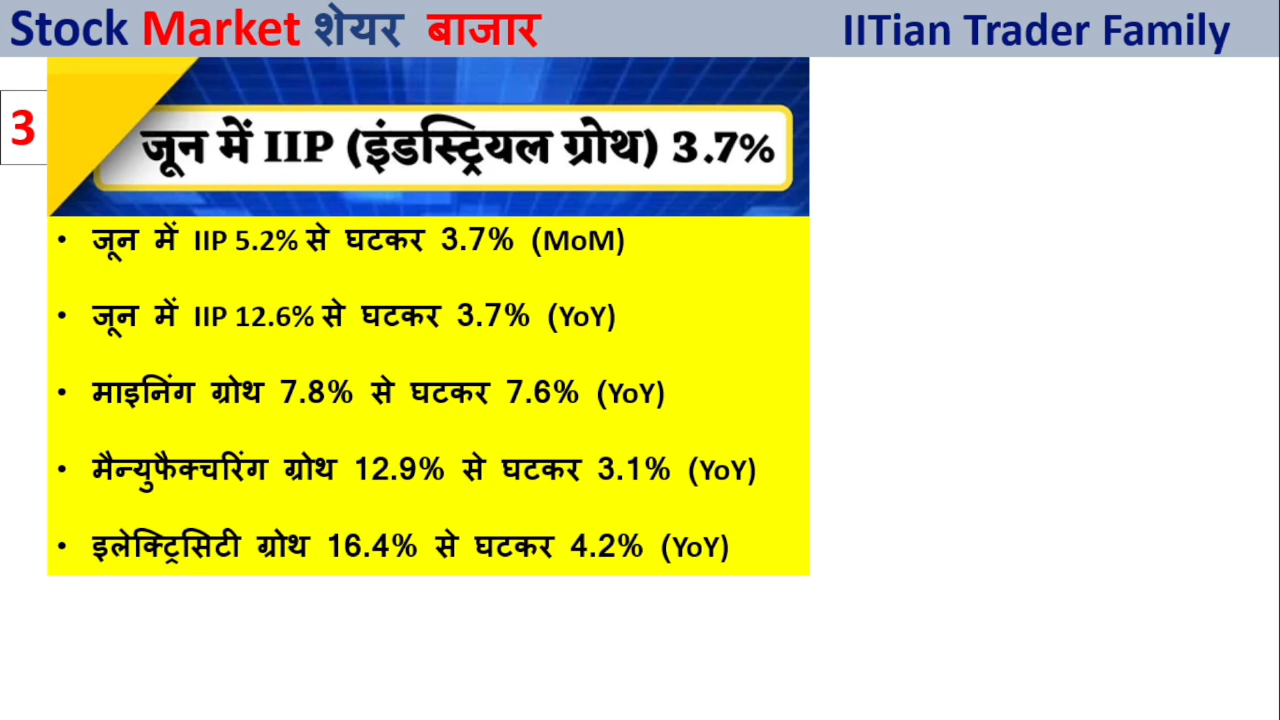 Stock Market शेयर बाजार IITian Trader Family
3
जून में IIP (इंडस्ट्रियल ग्रोथ) 3.7%
• जून में IIP 5.2% से घटकर 3.7% (MoM)
• जून में IIP 12.6% से घटकर 3.7% (YoY)
• माइनिंग ग्रोथ 7.8% से घटकर 7.6% (YoY)
• मैन्युफैक्चरिंग ग्रोथ 12.9% से घटकर 3.1% (YoY)
• इलेक्ट्रिसिटी ग्रोथ 16.4% से घटकर 4.2% (YoY)